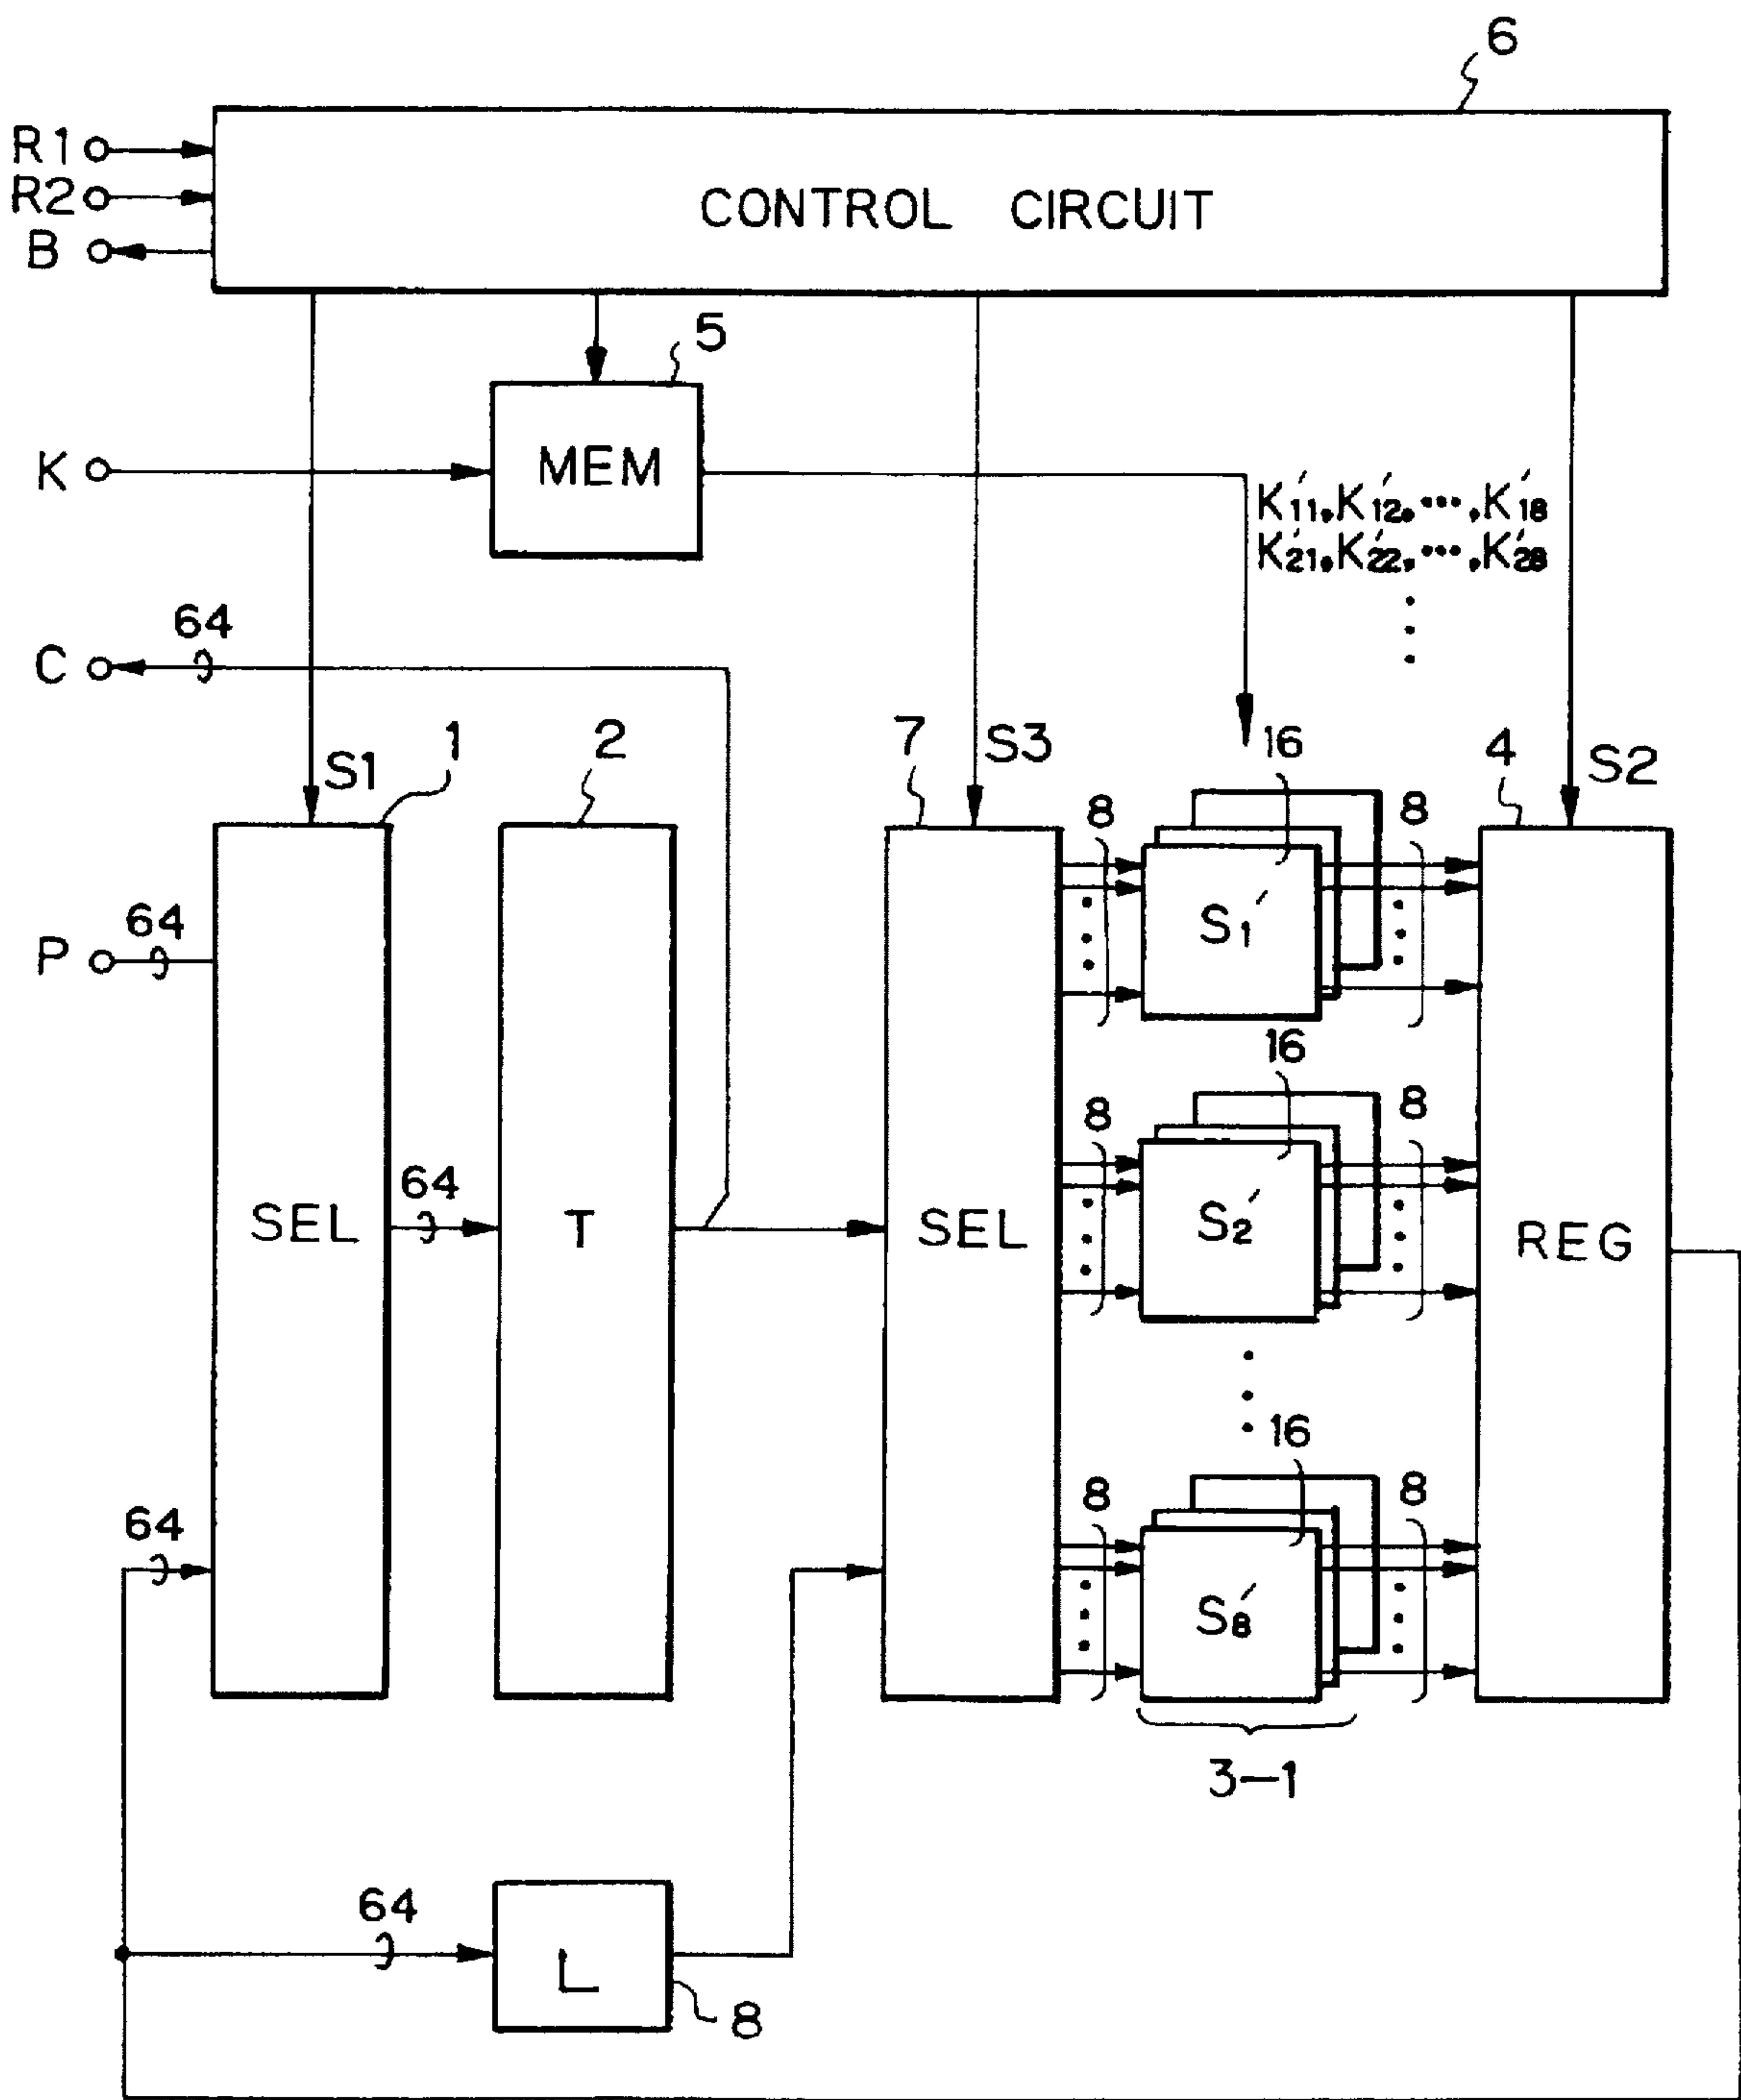 6
R1
R2
B
CONTROL CIRCUIT
5
K
MEM
K'11, K'12, ..., K'18
K'21, K'22, ..., K'28
64
C
S1
1
2
7
S3
16
4
S2
8
8
S1'
64
P
16
8
8
64
SEL
T
SEL
S2'
REG
16
8
8
64
S8'
3-1
64
L
8